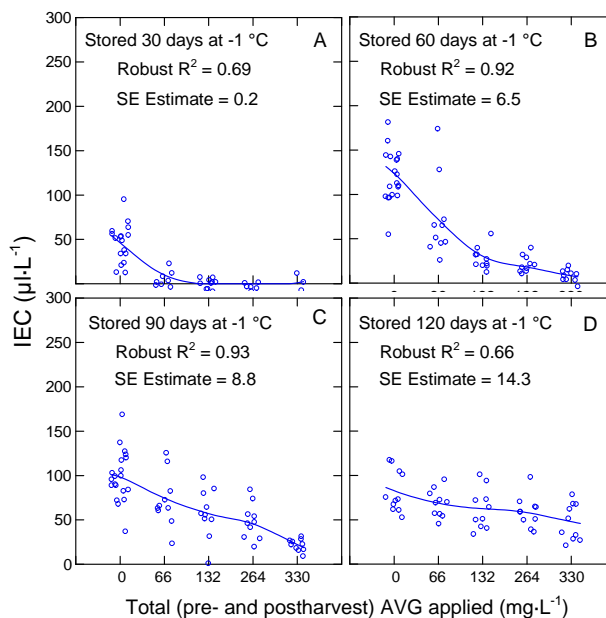 300
Stored 30 days at -1 °C A
250
Robust R² = 0.69
200
SE Estimate = 0.2
150
100
50
Stored 60 days at -1 °C B
Robust R² = 0.92
SE Estimate = 6.5
IEC (µl·L⁻¹)
300
Stored 90 days at -1 °C C
250
Robust R² = 0.93
200
SE Estimate = 8.8
150
100
50
0
0 66 132 264 330
Stored 120 days at -1 °C D
Robust R² = 0.66
SE Estimate = 14.3
0 66 132 264 330
Total (pre- and postharvest) AVG applied (mg·L⁻¹)